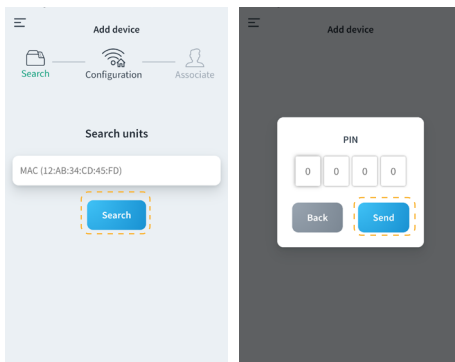 Add device
Search
Configuration
Associate
Search units
MAC (12:AB:34:CD:45:FD)
Search
Add device
PIN
0 0 0 0
Back
Send